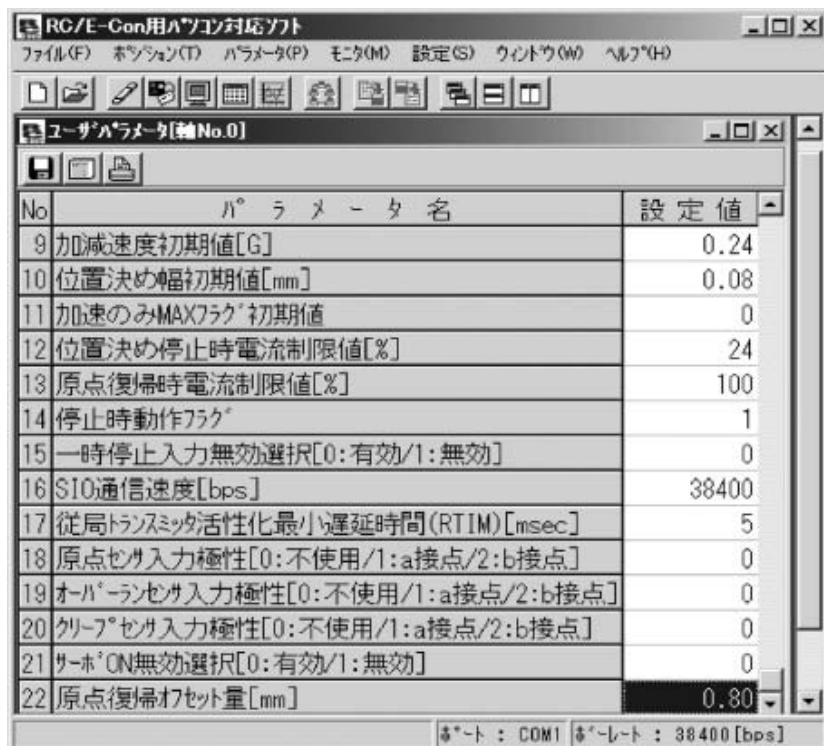 RC/E-Con用ﾊﾟｿｺﾝ対応ｿﾌﾄ
ﾌｧｲﾙ(F) ﾎﾟｼﾞｼｮﾝ(T) ﾊﾟﾗﾒｰﾀ(P) ﾓﾆﾀ(M) 設定(S) ｳｨﾝﾄﾞｳ(W) ﾍﾙﾌﾟ(H)
ﾕｰｻﾞﾊﾟﾗﾒｰﾀ[軸No.0]
No ﾊﾟ ﾗ ﾒ ｰ ﾀ 名 設 定 値
9 加減速度初期値[G] 0.24
10 位置決め幅初期値[mm] 0.08
11 加速のみMAXﾌﾗｸﾞ初期値 0
12 位置決め停止時電流制限値[%] 24
13 原点復帰時電流制限値[%] 100
14 停止時動作ﾌﾗｸﾞ 1
15 一時停止入力無効選択[0:有効/1:無効] 0
16 SIO通信速度[bps] 38400
17 従局ﾄﾗﾝｽﾐｯﾀ活性化最小遅延時間(RTIM)[msec] 5
18 原点ｾﾝｻ入力極性[0:不使用/1:a接点/2:b接点] 0
19 ｵｰﾊﾞｰﾗﾝｾﾝｻ入力極性[0:不使用/1:a接点/2:b接点] 0
20 ｸﾘｰﾌﾟｾﾝｻ入力極性[0:不使用/1:a接点/2:b接点] 0
21 ｻｰﾎﾞON無効選択[0:有効/1:無効] 0
22 原点復帰ｵﾌｾｯﾄ量[mm] 0.80
ﾎﾟｰﾄ : COM1 ﾎﾞｰﾚｰﾄ : 38400[bps]